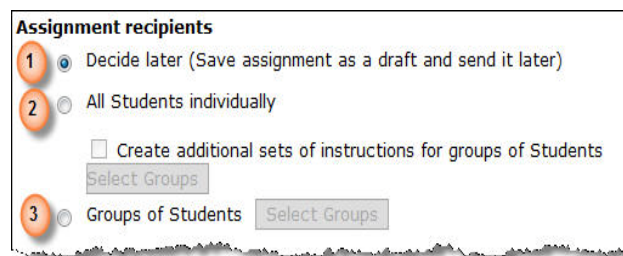 Assignment recipients
1 Decide later (Save assignment as a draft and send it later)
2 All Students individually
Create additional sets of instructions for groups of Students
Select Groups
3 Groups of Students Select Groups